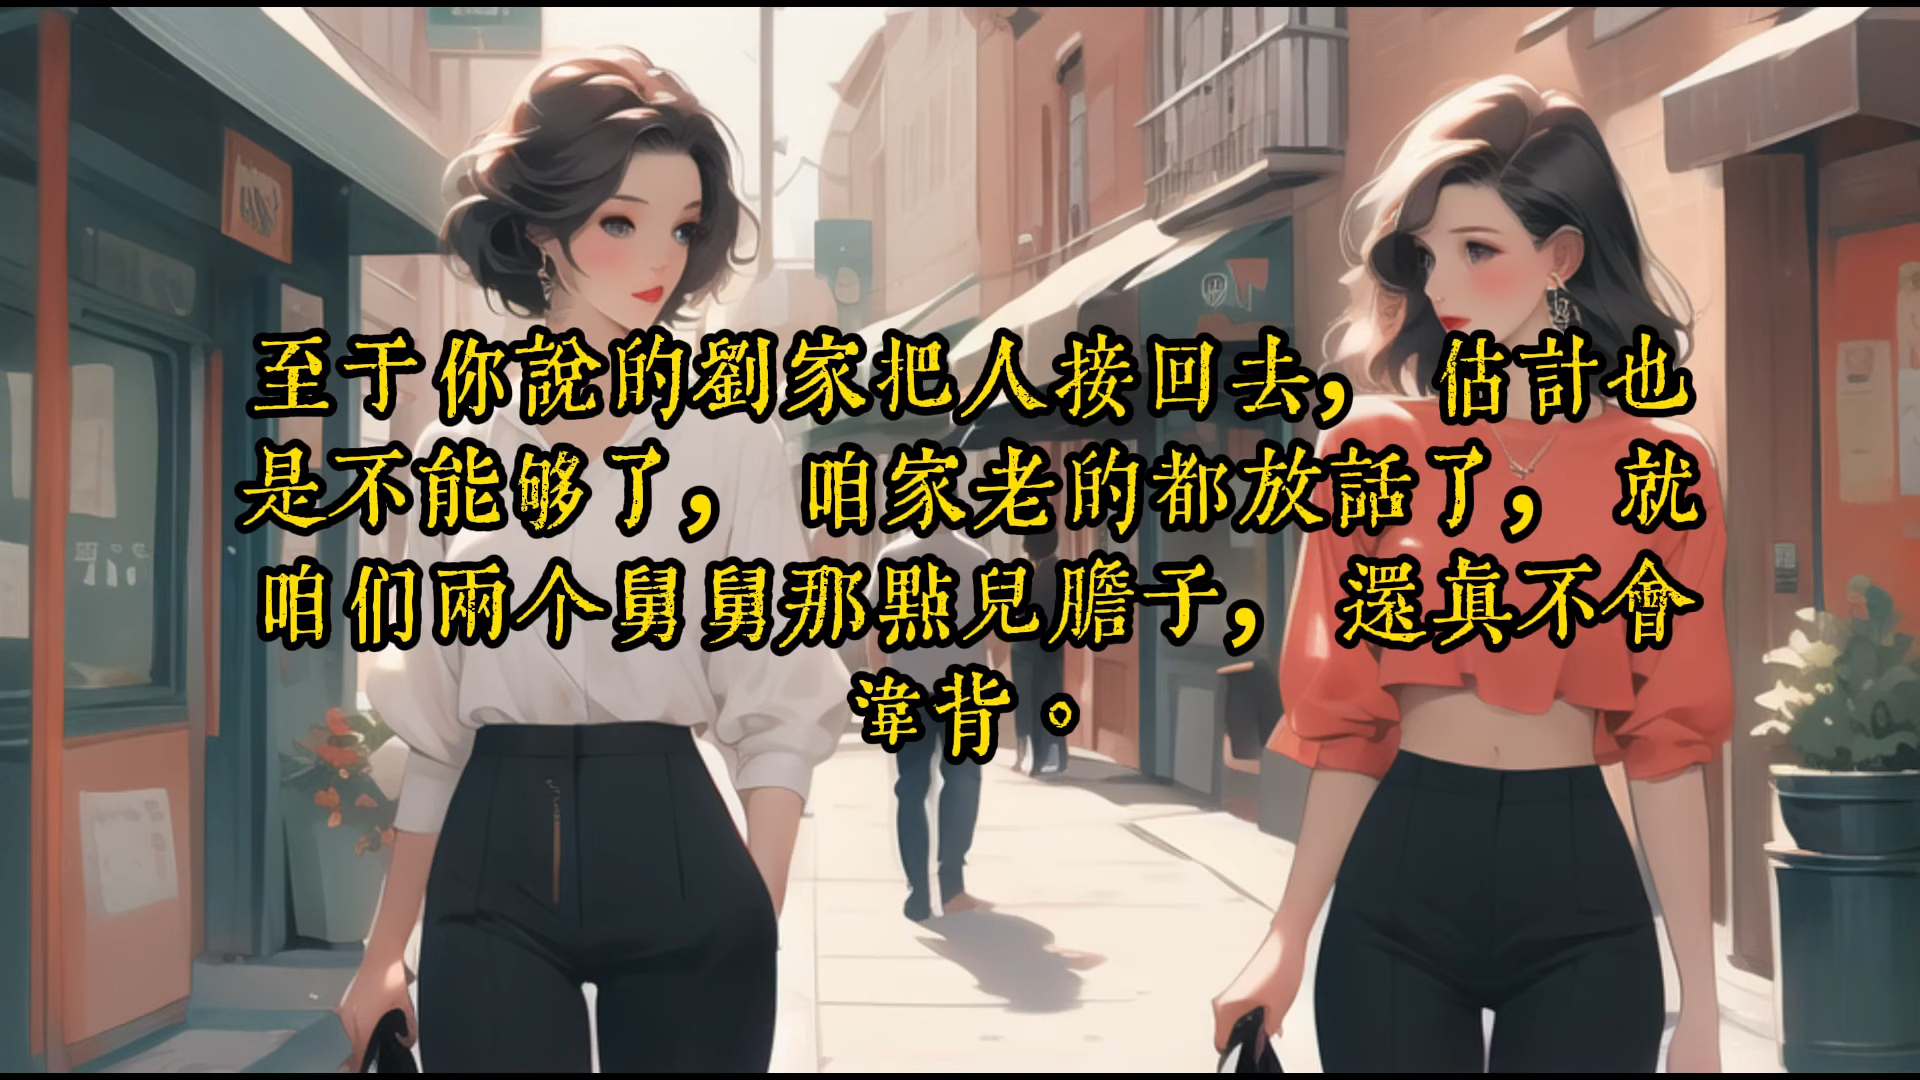 至于你說的劉家把人接回去， 估計也
是不能够了， 咱家老的都放話了， 就
咱们兩个舅舅那點兒膽子， 還真不會
違背。